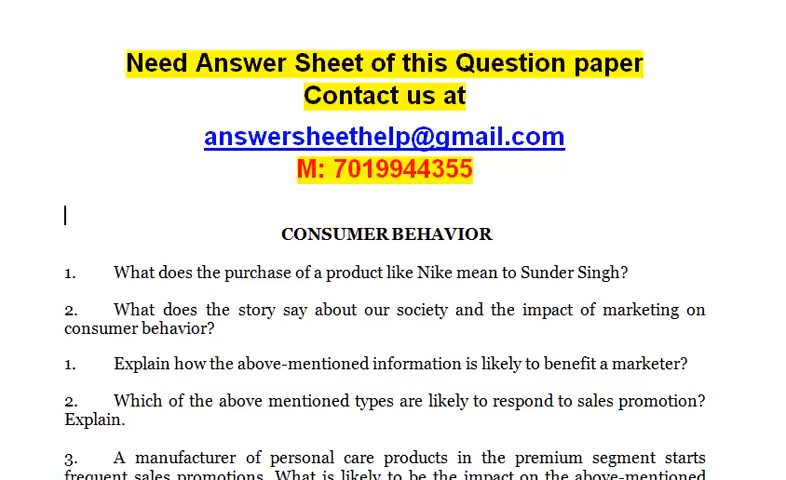 Need Answer Sheet of this Question paper
Contact us at
answersheethelp@gmail.com
M: 7019944355
CONSUMER BEHAVIOR
1. What does the purchase of a product like Nike mean to Sunder Singh?
2. What does the story say about our society and the impact of marketing on
consumer behavior?
1. Explain how the above-mentioned information is likely to benefit a marketer?
2. Which of the above mentioned types are likely to respond to sales promotion?
Explain.
3. A manufacturer of personal care products in the premium segment starts
frequent sales promotions. What is likely to be the impact on the above-mentioned